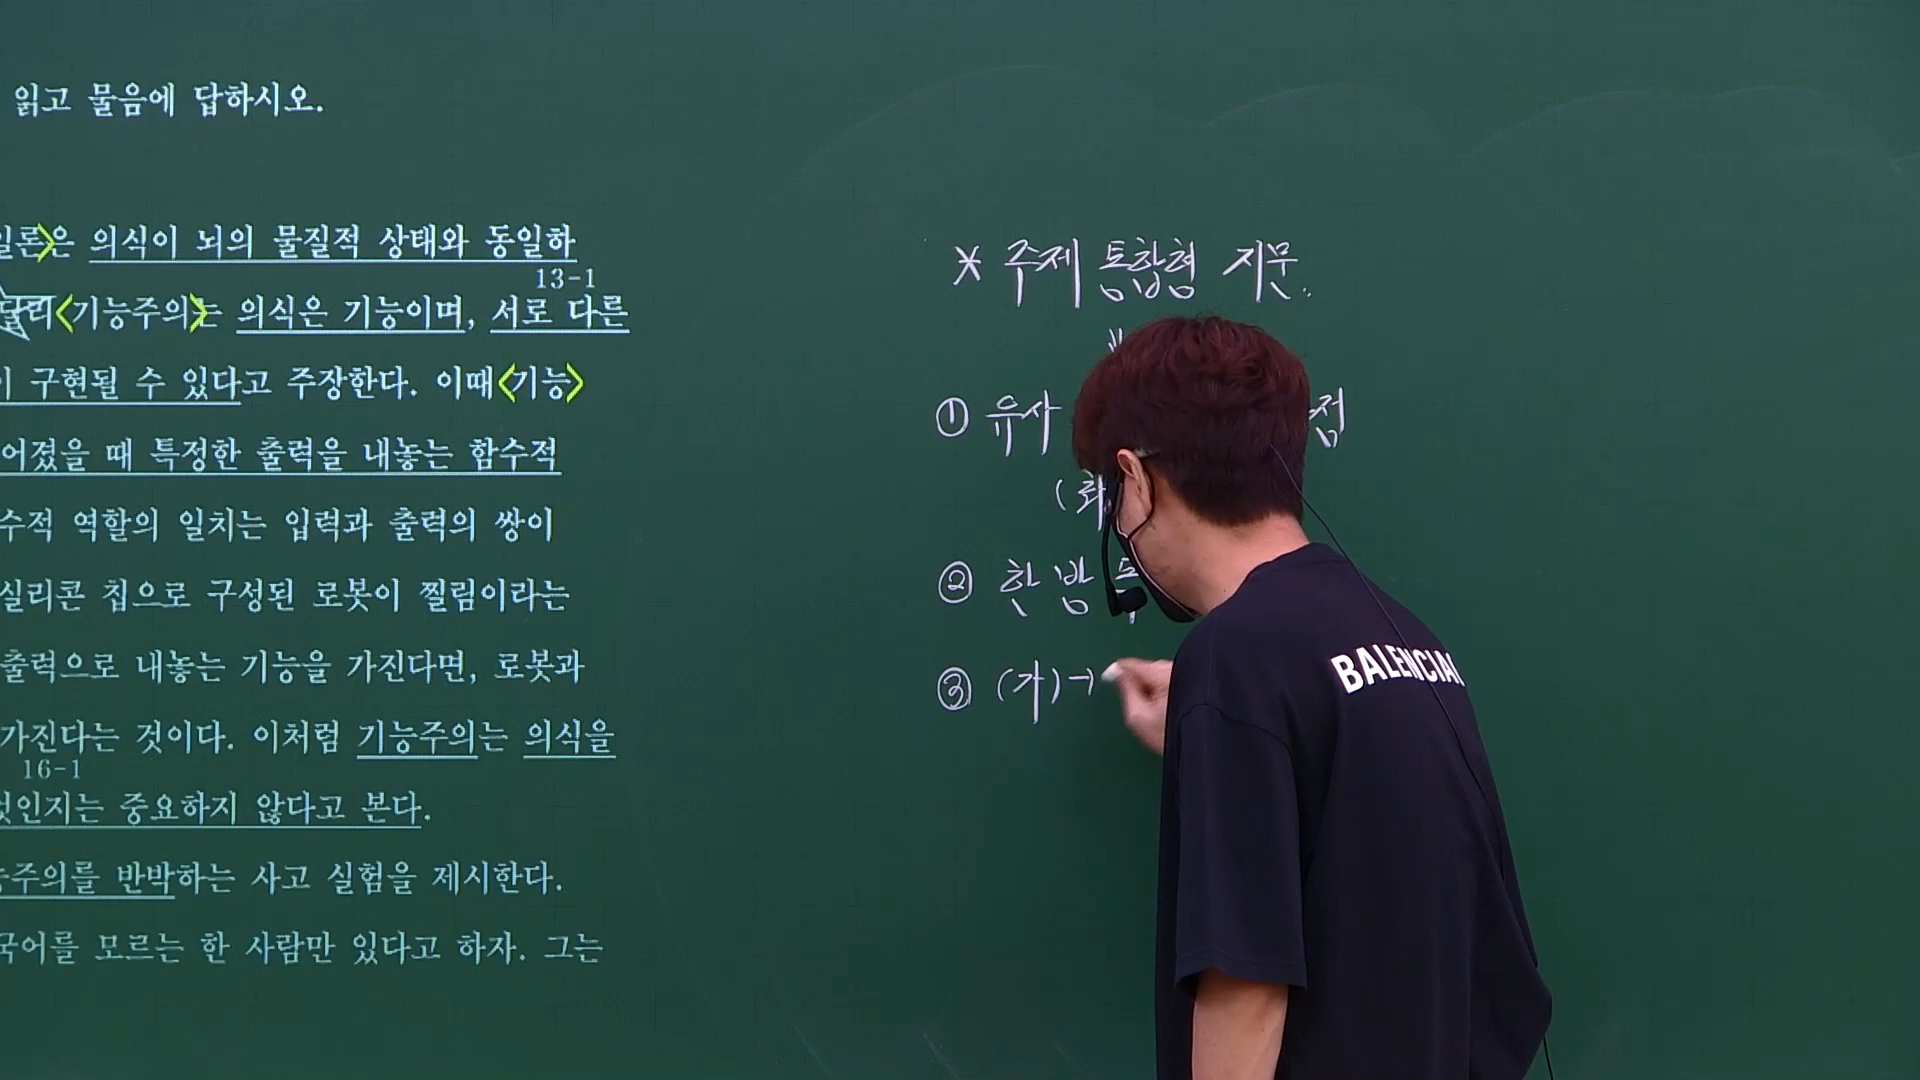 읽고 물음에 답하시오.
일론>은 의식이 뇌의 물질적 상태와 동일하
13-1
달리 <기능주의>는 의식은 기능이며, 서로 다른
이 구현될 수 있다고 주장한다. 이때 <기능>
어졌을 때 특정한 출력을 내놓는 함수적
수적 역할의 일치는 입력과 출력의 쌍이
실리콘 칩으로 구성된 로봇이 찔림이라는
출력으로 내놓는 기능을 가진다면, 로봇과
가진다는 것이다. 이처럼 기능주의는 의식을
16-1
것인지는 중요하지 않다고 본다.
능주의를 반박하는 사고 실험을 제시한다.
국어를 모르는 한 사람만 있다고 하자. 그는
* 주제 통합형 지문.
① 유사 점
② 한 방
③ (가)→
BALENCIA